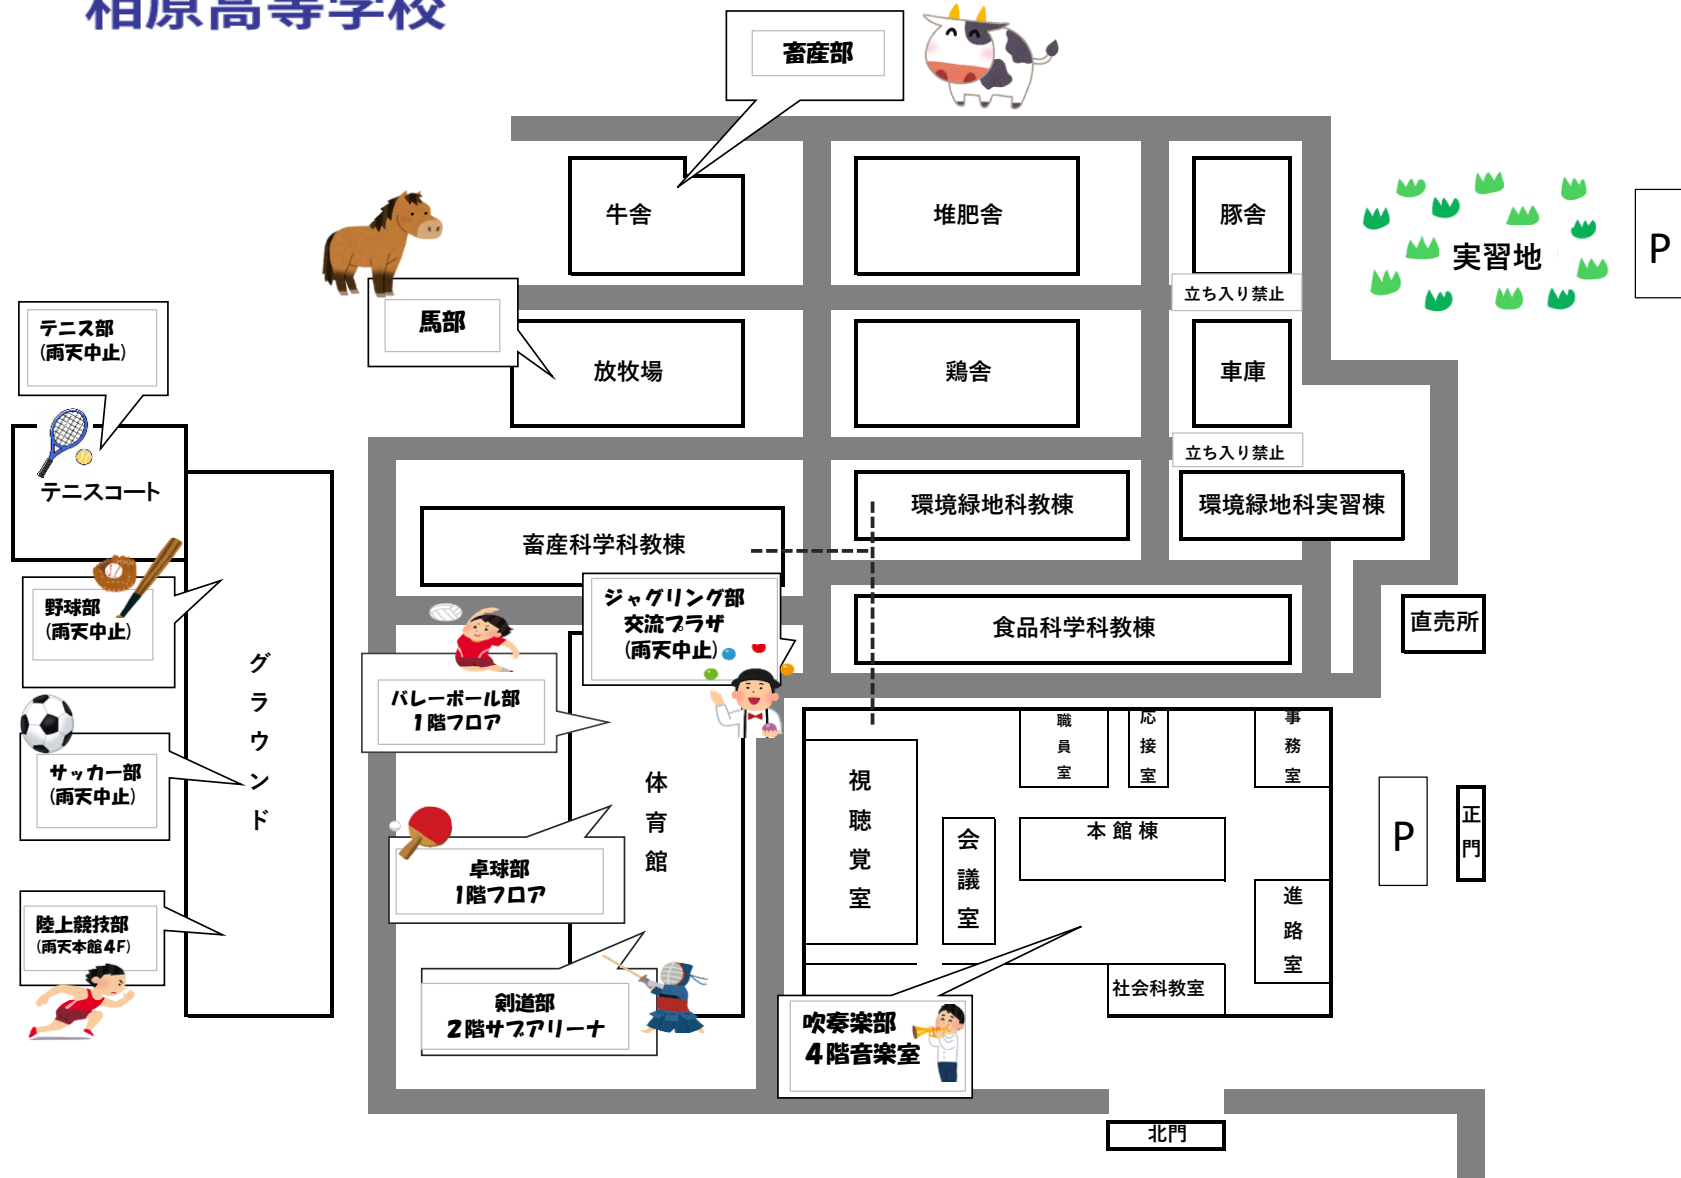 相原高等学校
畜産部
牛舎
堆肥舎
豚舎
実習地
P
立ち入り禁止
馬部
放牧場
鶏舎
車庫
テニス部
(雨天中止)
立ち入り禁止
テニスコート
環境緑地科教棟
環境緑地科実習棟
畜産科学科教棟
野球部
(雨天中止)
ジャグリング部
交流プラザ
(雨天中止)
食品科学科教棟
直売所
グラウンド
バレーボール部
1階フロア
サッカー部
(雨天中止)
体育館
視聴覚室
職員室
応接室
事務室
会議室
本館棟
P
正門
卓球部
1階フロア
陸上競技部
(雨天本館4F)
進路室
社会科教室
剣道部
2階サブアリーナ
吹奏楽部
4階音楽室
北門